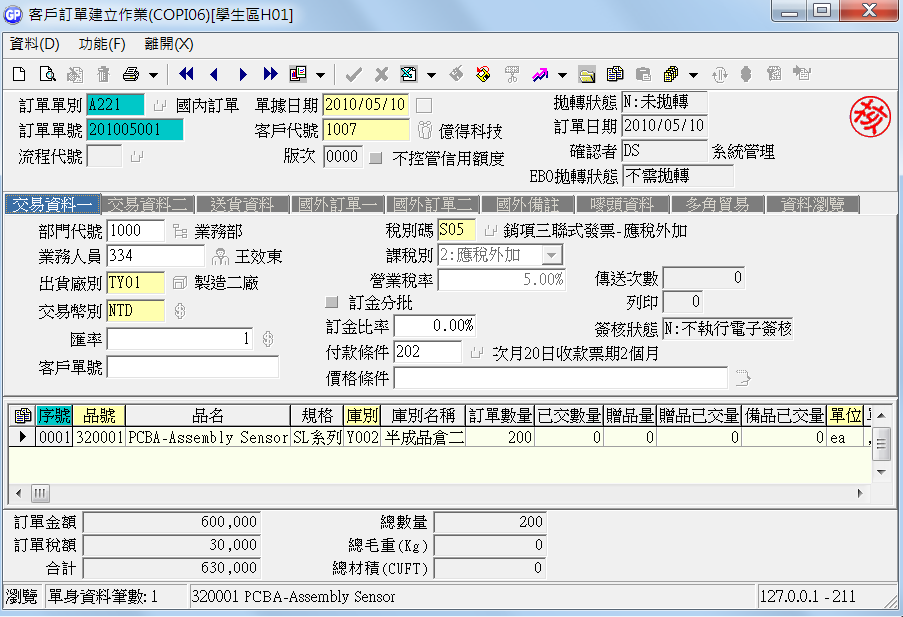 客戶訂單建立作業(COPI06)[學生區H01]
資料(D) 功能(F) 離開(X)
訂單單別 A221 國內訂單 單據日期 2010/05/10 拋轉狀態 N:未拋轉
訂單單號 201005001 客戶代號 1007 億得科技 訂單日期 2010/05/10
流程代號 版次 0000 不控管信用額度 確認者 DS 系統管理
EBO拋轉狀態 不需拋轉
核
交易資料一 交易資料二 送貨資料 國外訂單一 國外訂單二 國外備註 嘜頭資料 多角貿易 資料瀏覽
部門代號 1000 業務部 稅別碼 S05 銷項三聯式發票-應稅外加
業務人員 334 王效東 課稅別 2:應稅外加
出貨廠別 TY01 製造二廠 營業稅率 5.00% 傳送次數 0
交易幣別 NTD 訂金分批 列印 0
匯率 1 訂金比率 0.00% 簽核狀態 N:不執行電子簽核
付款條件 202 次月20日收款票期2個月
客戶單號 價格條件
序號 品號 品名 規格 庫別 庫別名稱 訂單數量 已交數量 贈品量 贈品已交量 備品已交量 單位
0001 320001 PCBA-Assembly Sensor SL系列 Y002 半成品倉二 200 0 0 0 0 ea
訂單金額 600,000 總數量 200
訂單稅額 30,000 總毛重(Kg) 0
合計 630,000 總材積(CUFT) 0
瀏覽 單身資料筆數: 1 320001 PCBA-Assembly Sensor 127.0.0.1 - 211